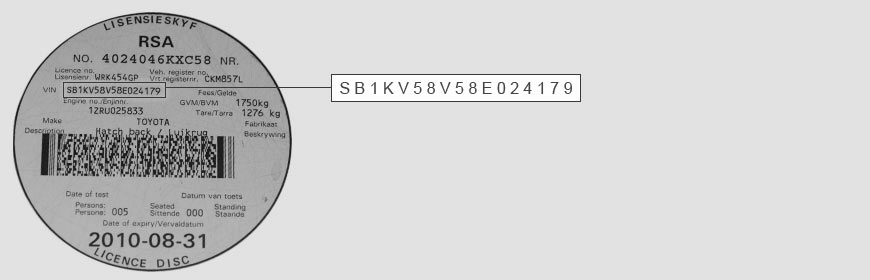 LISENSIESKYF
RSA
NO. 4024046KXC58 NR.
Licence no. Veh. register no.
Lisensienr. WRK454GP Vrt.registernr. CKM857L
VIN SB1KV58V58E024179 SB1KV58V58E024179
Fees/Gelde
Engine no./Enjinnr. GVM/BVM 1750kg
1ZRU025833 Tare/Tarra 1276 kg
Make TOYOTA Fabrikaat
Description Hatch back / Luikrug Beskrywing
Date of test Datum van toets
Persons: Seated Standing
Persone: 005 Sittende 000 Staande
Date of expiry/Vervaldatum
2010-08-31
LICENCE DISC